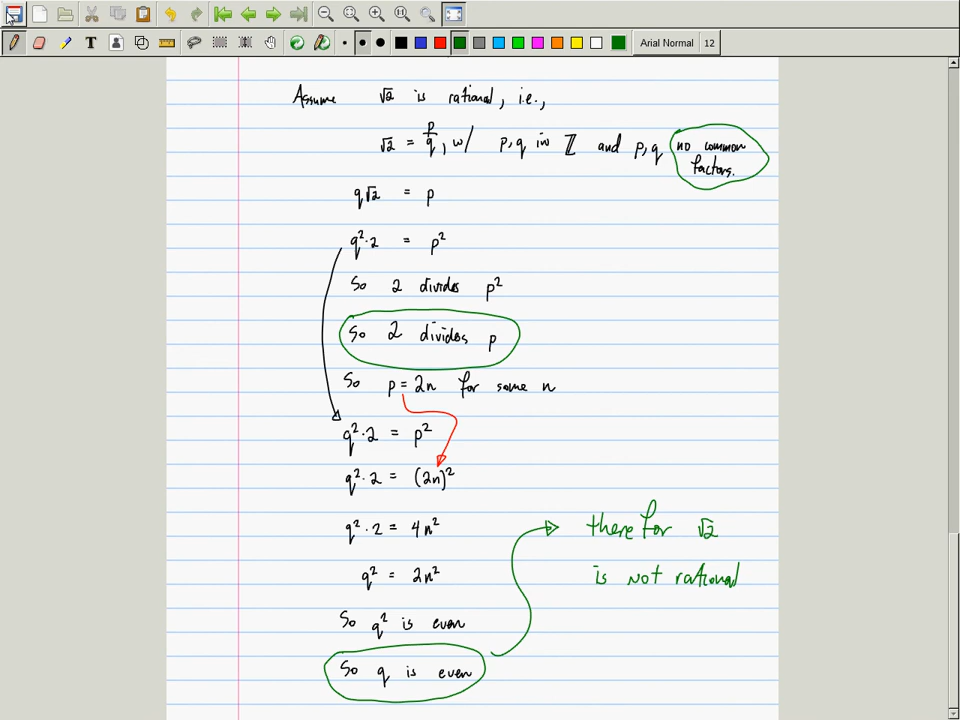 Arial Normal 12
Assume √2 is rational, i.e.,
√2 = p/q, w/ p,q in ℤ and p,q no common
factors.
q√2 = p
q²·2 = p²
So 2 divides p²
So 2 divides p
So p = 2n for some n
q²·2 = p²
q²·2 = (2n)²
q²·2 = 4n²
there for √2
q² = 2n²
is not rational
So q² is even
So q is even